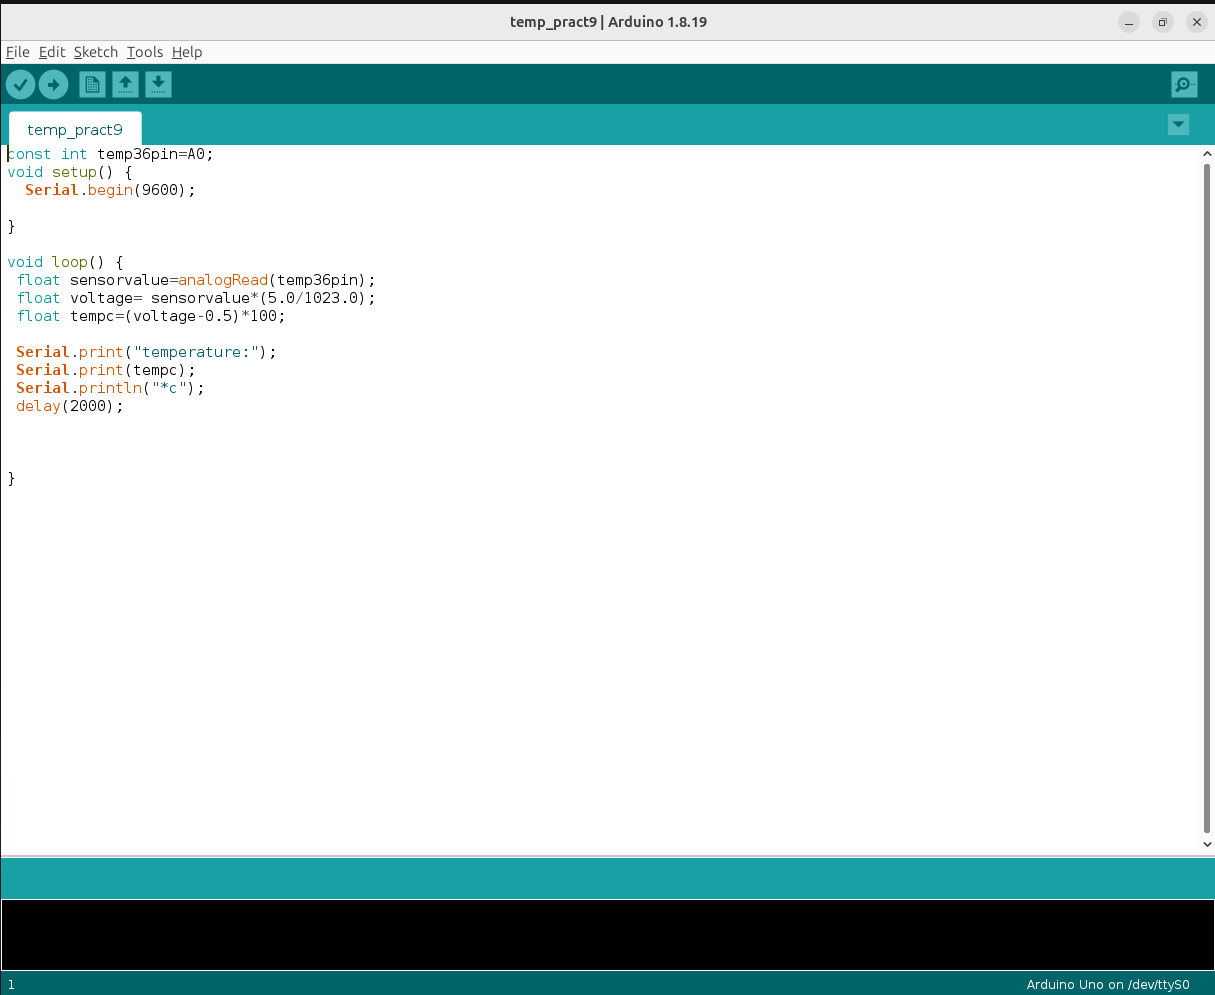 temp_pract9 | Arduino 1.8.19
File Edit Sketch Tools Help
temp_pract9
const int temp36pin=A0;
void setup() {
  Serial.begin(9600);

}

void loop() {
 float sensorvalue=analogRead(temp36pin);
 float voltage= sensorvalue*(5.0/1023.0);
 float tempc=(voltage-0.5)*100;

 Serial.print("temperature:");
 Serial.print(tempc);
 Serial.println("*c");
 delay(2000);

}
1
Arduino Uno on /dev/ttyS0